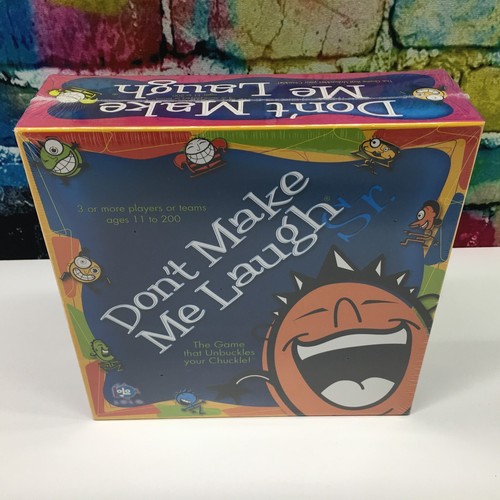 Don't Make
Me Laugh
3 or more players or teams
ages 11 to 200
Don't Make
Me Laugh Sr.
The Game
that Unbuckles
your Chuckle!